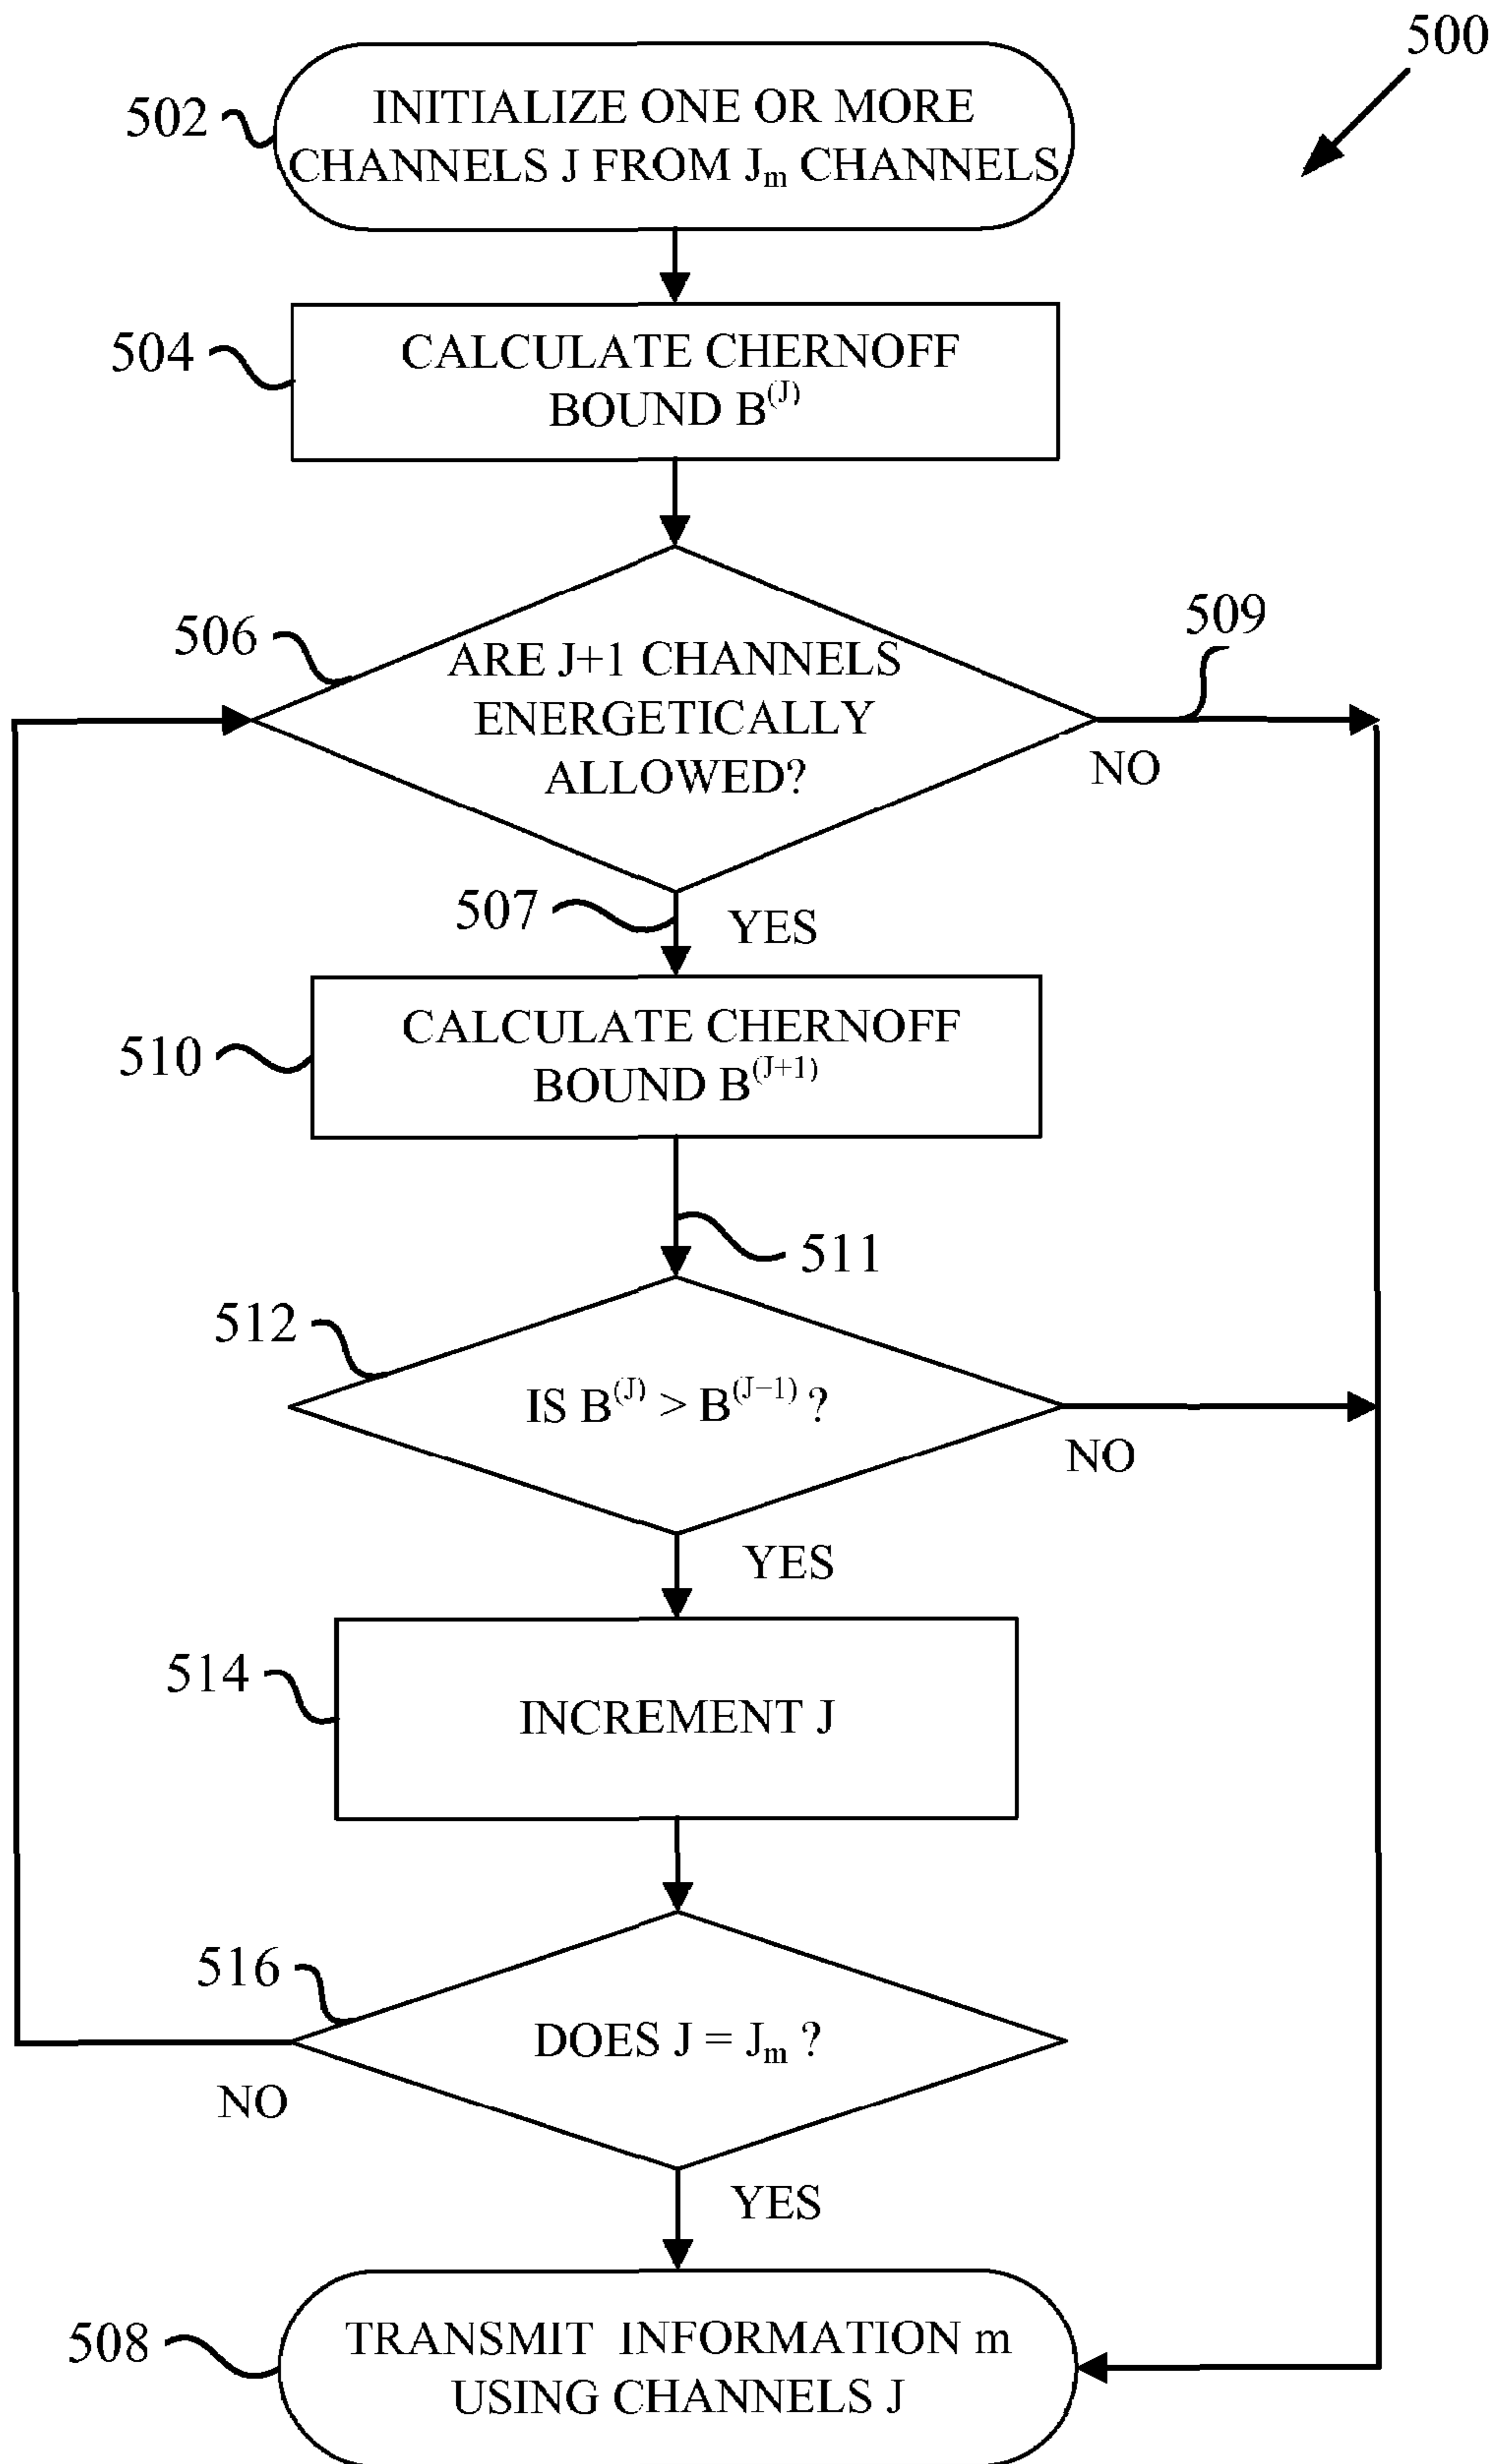 500
502
INITIALIZE ONE OR MORE
CHANNELS J FROM Jₘ CHANNELS
504
CALCULATE CHERNOFF
BOUND B⁽ᴶ⁾
506
ARE J+1 CHANNELS
ENERGETICALLY
ALLOWED?
509
NO
507
YES
510
CALCULATE CHERNOFF
BOUND B⁽ᴶ⁺¹⁾
511
512
IS B⁽ᴶ⁾ > B⁽ᴶ⁻¹⁾ ?
NO
YES
514
INCREMENT J
516
DOES J = Jₘ ?
NO
YES
508
TRANSMIT INFORMATION m
USING CHANNELS J